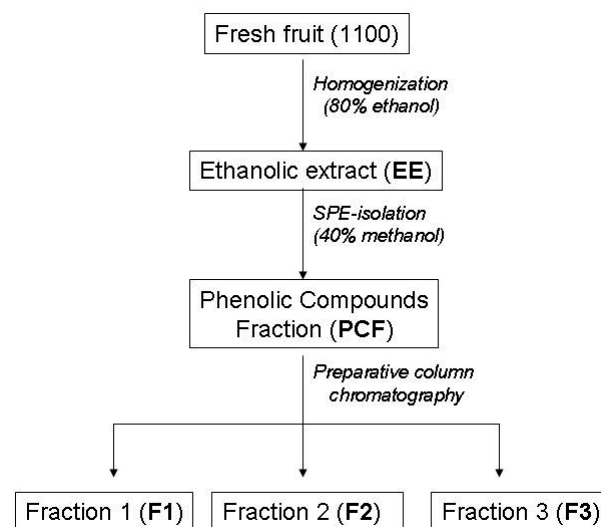 Fresh fruit (1100)
Homogenization
(80% ethanol)
Ethanolic extract (EE)
SPE-isolation
(40% methanol)
Phenolic Compounds
Fraction (PCF)
Preparative column
chromatography
Fraction 1 (F1)
Fraction 2 (F2)
Fraction 3 (F3)